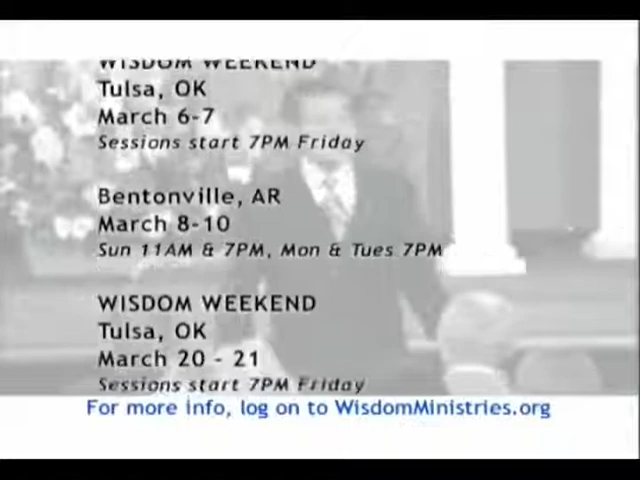 WISDOM WEEKEND
Tulsa, OK
March 6-7
Sessions start 7PM Friday
Bentonville, AR
March 8-10
Sun 11AM & 7PM, Mon & Tues 7PM
WISDOM WEEKEND
Tulsa, OK
March 20 - 21
Sessions start 7PM Friday
For more info, log on to WisdomMinistries.org